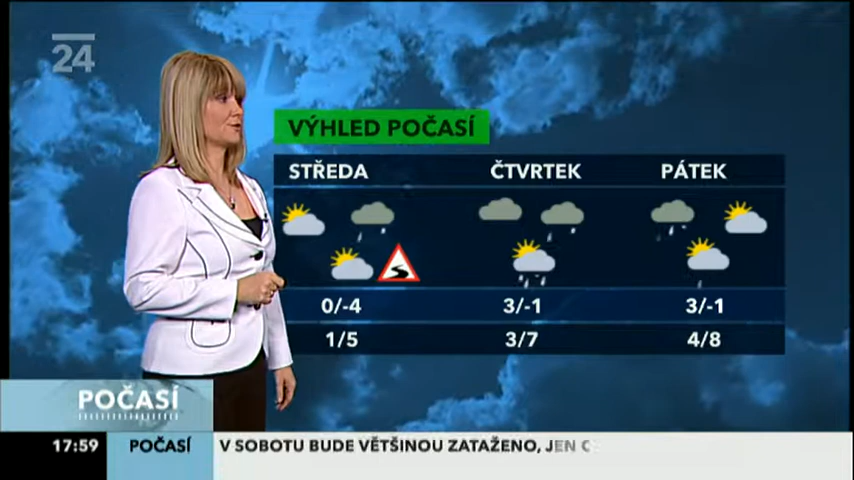 24
VÝHLED POČASÍ
STŘEDA ČTVRTEK PÁTEK
0/-4 3/-1 3/-1
1/5 3/7 4/8
POČASÍ
17:59 POČASÍ V SOBOTU BUDE VĚTŠINOU ZATAŽENO, JEN